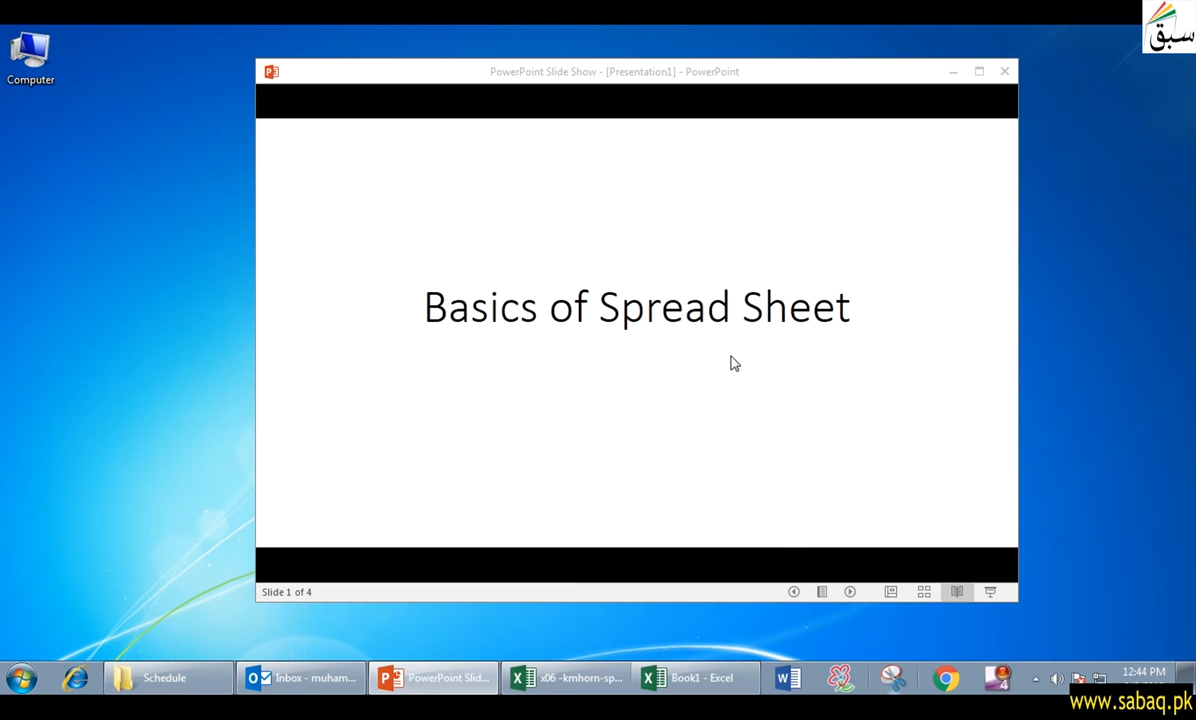 سبق
Computer
PowerPoint Slide Show - [Presentation1] - PowerPoint
Basics of Spread Sheet
Slide 1 of 4
Schedule
Inbox - muham...
PowerPoint Slid...
x06 -kmhorn-sp...
Book1 - Excel
12:44 PM
www.sabaq.pk